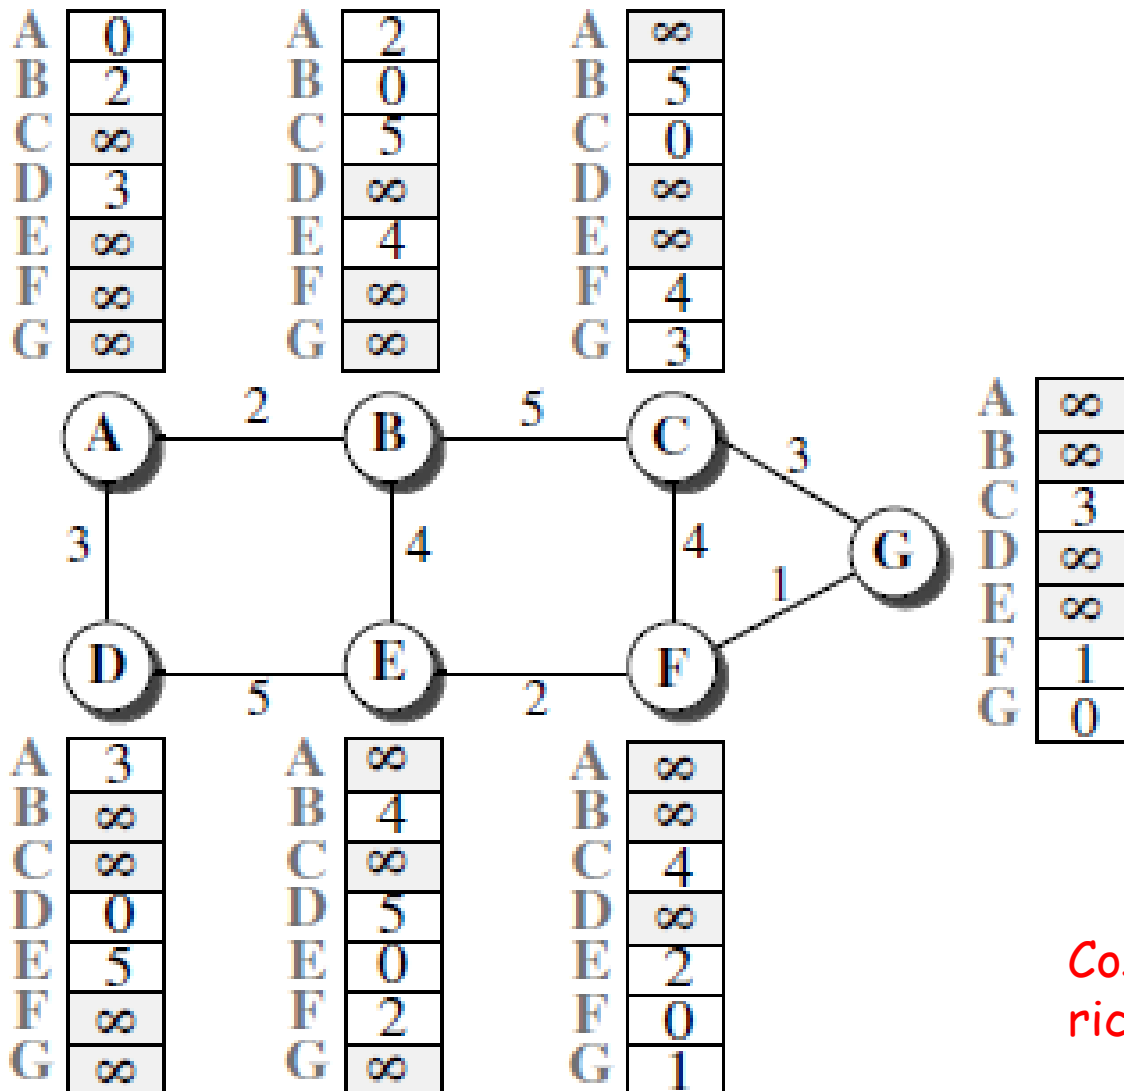 A 0 A 2 A ∞
B 2 B 0 B 5
C ∞ C 5 C 0
D 3 D ∞ D ∞
E ∞ E 4 E ∞
F ∞ F ∞ F 4
G ∞ G ∞ G 3
2 5
A B C
3
A ∞
B ∞
C 3
D ∞
E ∞
F 1
G 0
3 4 4
G
1
D E F
5 2
A 3 A ∞ A ∞
B ∞ B 4 B ∞
C ∞ C ∞ C 4
D 0 D 5 D ∞
E 5 E 0 E 2
F ∞ F 2 F 0
G ∞ G ∞ G 1